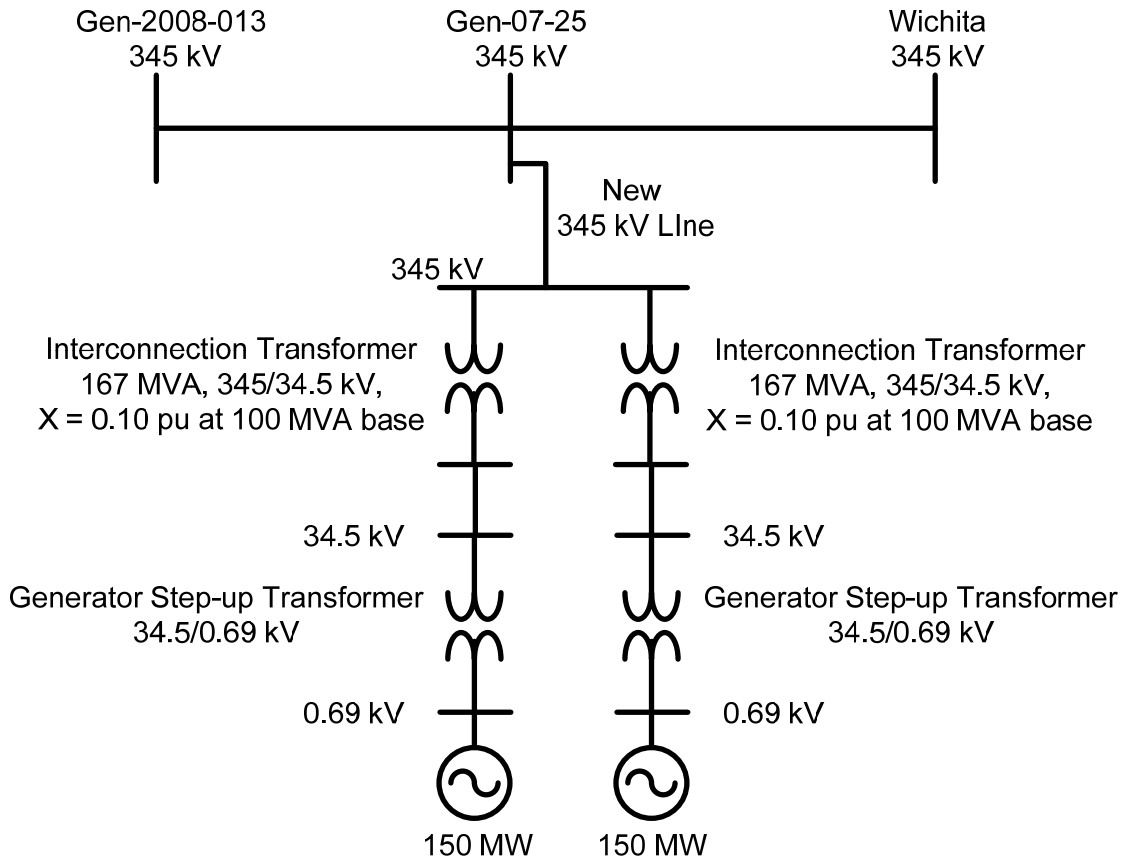 Gen-2008-013
345 kV
Gen-07-25
345 kV
Wichita
345 kV
New
345 kV LIne
345 kV
Interconnection Transformer
167 MVA, 345/34.5 kV,
X = 0.10 pu at 100 MVA base
Interconnection Transformer
167 MVA, 345/34.5 kV,
X = 0.10 pu at 100 MVA base
34.5 kV
34.5 kV
Generator Step-up Transformer
34.5/0.69 kV
Generator Step-up Transformer
34.5/0.69 kV
0.69 kV
0.69 kV
150 MW
150 MW